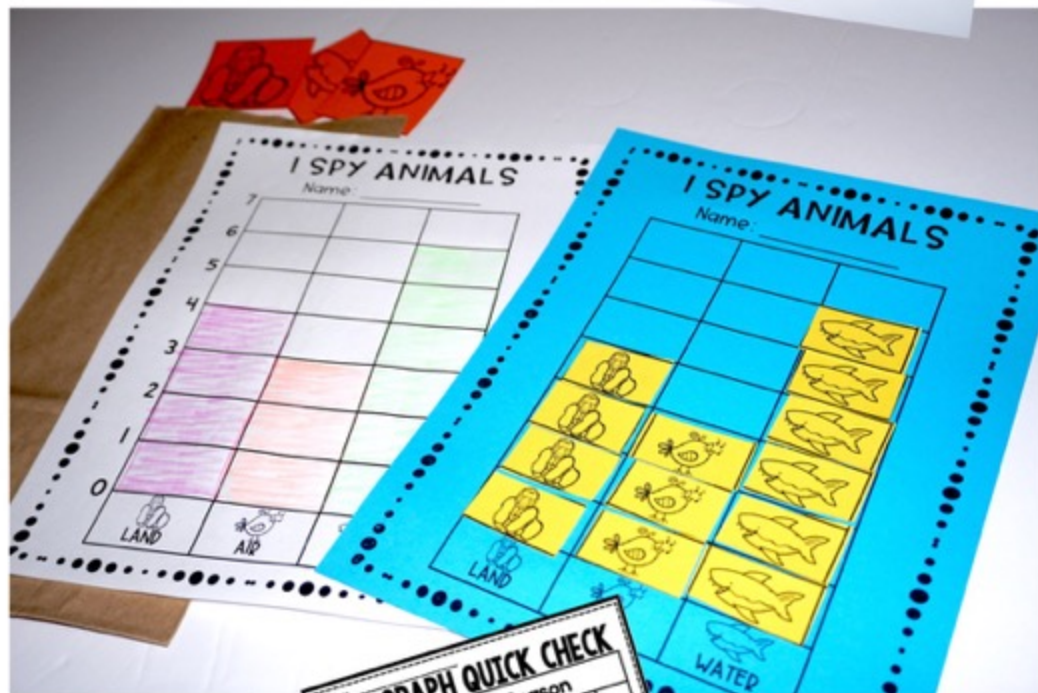 I SPY ANIMALS
Name:
7
6
5
4
3
2
1
0
LAND
AIR
I SPY ANIMALS
Name:
LAND
WATER
QUICK CHECK